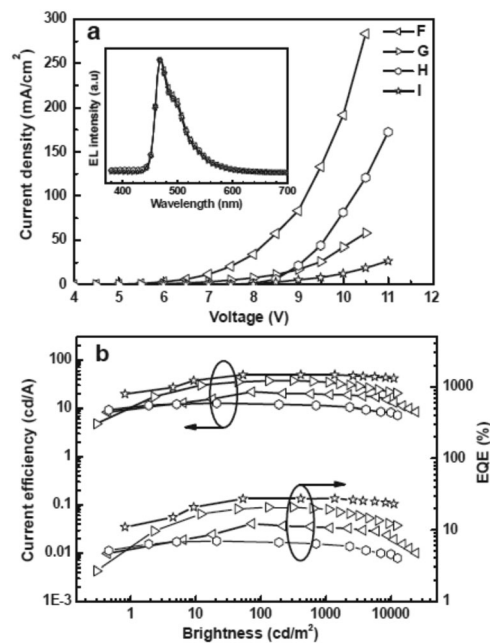 a
F
G
H
I
Current density (mA/cm²)
300
250
200
150
100
50
0
4 5 6 7 8 9 10 11 12
Voltage (V)
EL intensity (a.u)
400 500 600 700
Wavelength (nm)
b
Current efficiency (cd/A)
100
10
1
0.1
0.01
1E-3
EQE (%)
1000
100
10
1
1 10 100 1000 10000
Brightness (cd/m²)